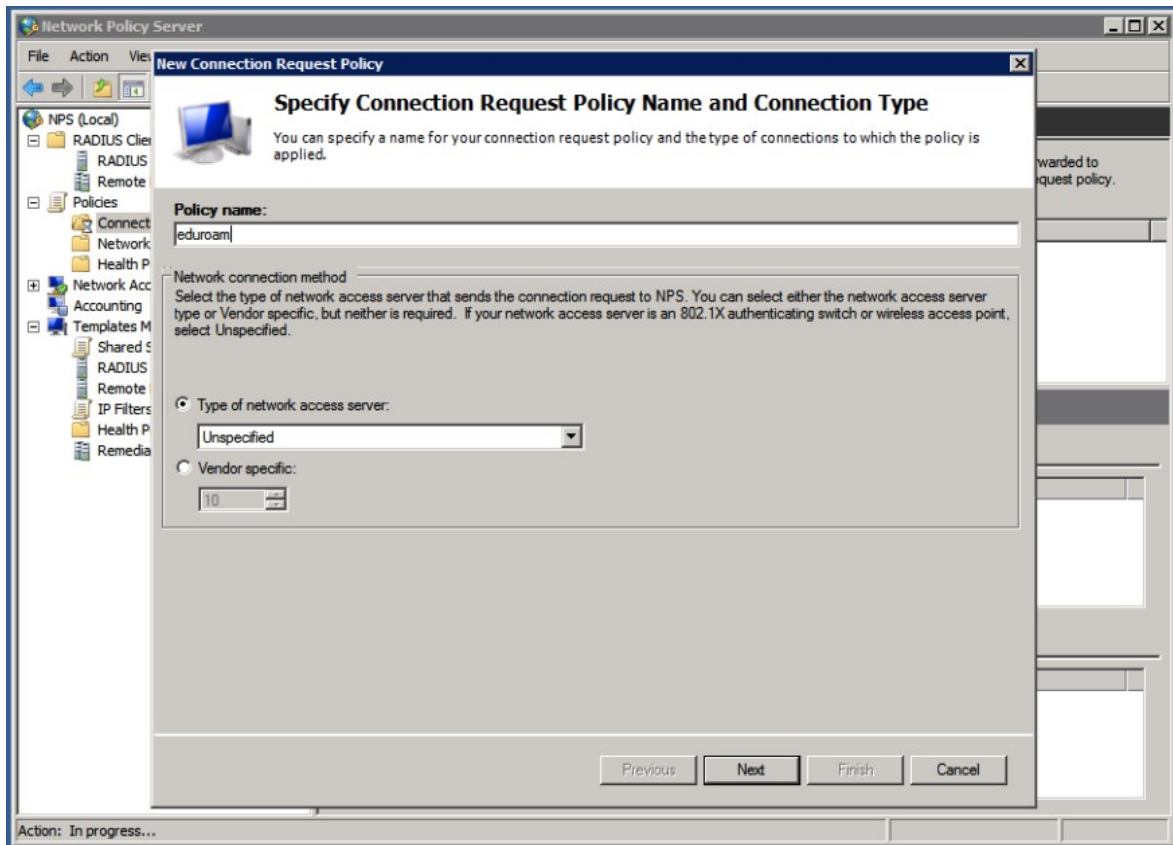 Network Policy Server
File Action
New Connection Request Policy
Specify Connection Request Policy Name and Connection Type
You can specify a name for your connection request policy and the type of connections to which the policy is
applied.
NPS (Local)
RADIUS
RADIUS
Remote
Policies
Connect
Network
Health P
Network Acc
Accounting
Templates M
Shared S
RADIUS
Remote
IP Filters
Health P
Remedia
warded to
quest policy.
Policy name:
eduroam
Network connection method
Select the type of network access server that sends the connection request to NPS. You can select either the network access server
type or Vendor specific, but neither is required. If your network access server is an 802.1X authenticating switch or wireless access point,
select Unspecified.
Type of network access server:
Unspecified
Vendor specific:
10
Previous Next Finish Cancel
Action: In progress...